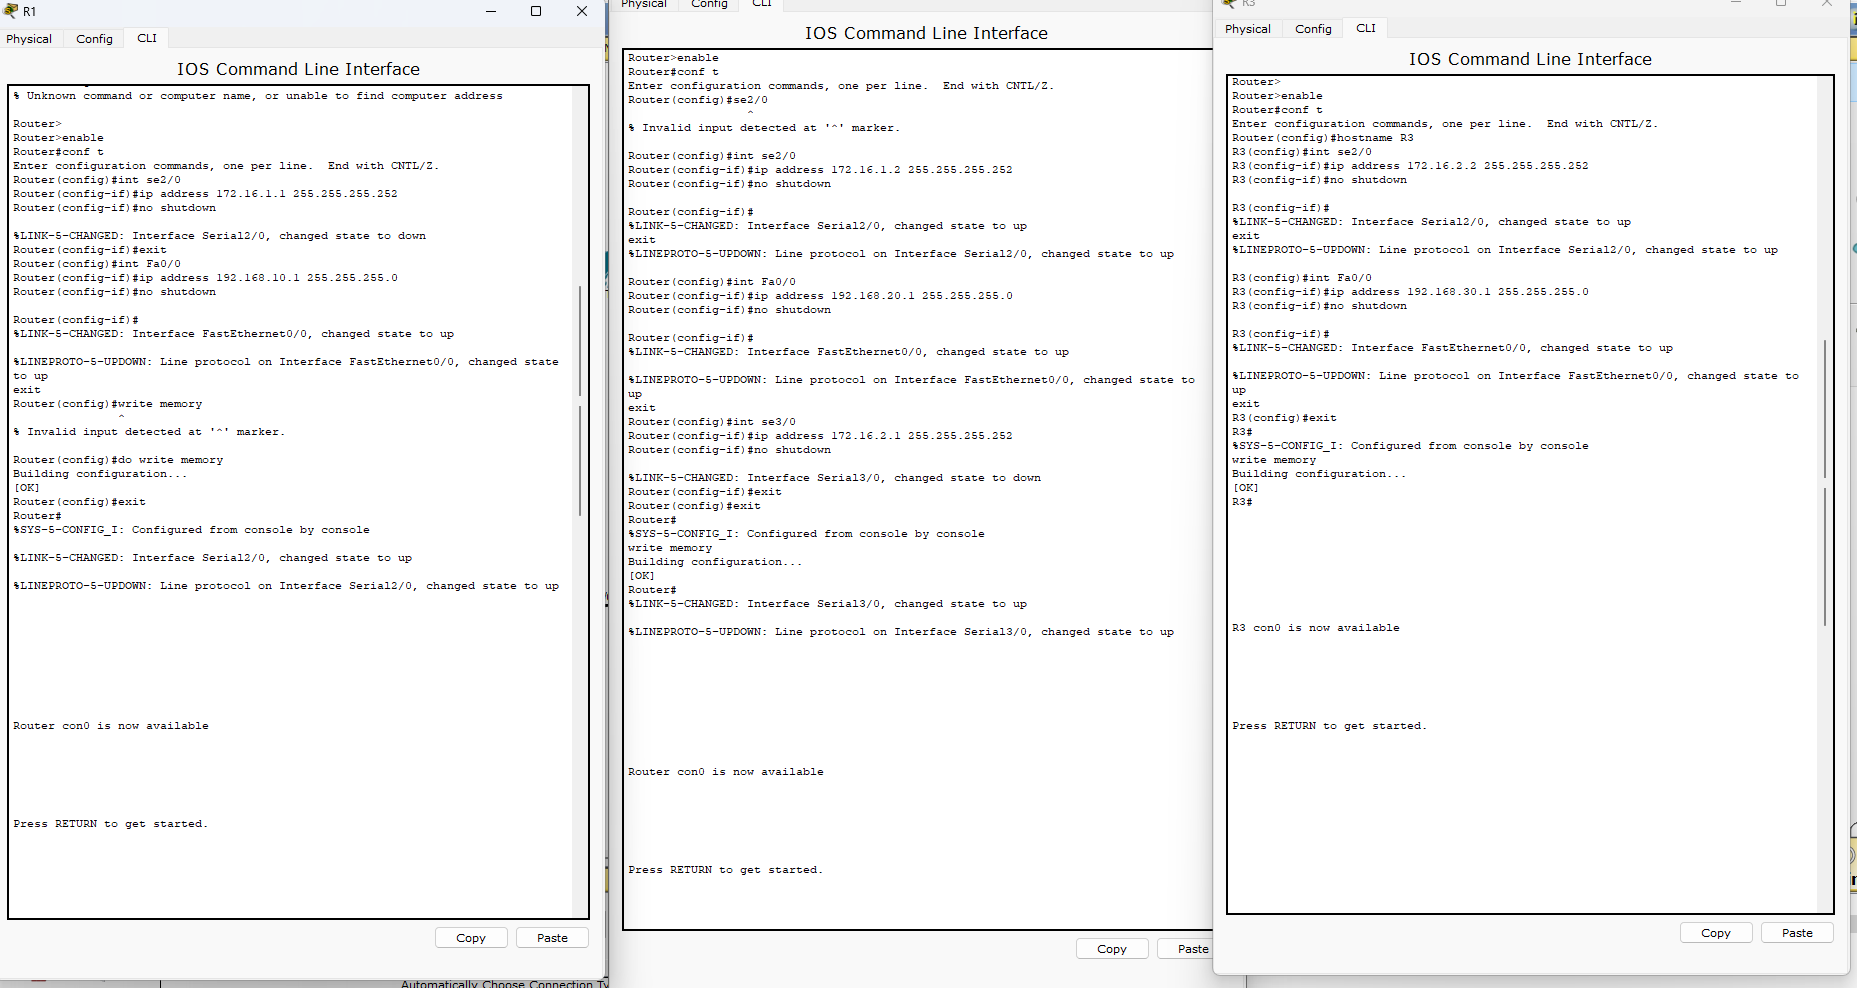 R1
Physical Config CLI
IOS Command Line Interface
% Unknown command or computer name, or unable to find computer address
Router>
Router>enable
Router#conf t
Enter configuration commands, one per line.  End with CNTL/Z.
Router(config)#int se2/0
Router(config-if)#ip address 172.16.1.1 255.255.255.252
Router(config-if)#no shutdown
%LINK-5-CHANGED: Interface Serial2/0, changed state to down
Router(config-if)#exit
Router(config)#int Fa0/0
Router(config-if)#ip address 192.168.10.1 255.255.255.0
Router(config-if)#no shutdown
Router(config-if)#
%LINK-5-CHANGED: Interface FastEthernet0/0, changed state to up
%LINEPROTO-5-UPDOWN: Line protocol on Interface FastEthernet0/0, changed state
to up
exit
Router(config)#write memory
^
% Invalid input detected at '^' marker.
Router(config)#do write memory
Building configuration...
[OK]
Router(config)#exit
Router#
%SYS-5-CONFIG_I: Configured from console by console
%LINK-5-CHANGED: Interface Serial2/0, changed state to up
%LINEPROTO-5-UPDOWN: Line protocol on Interface Serial2/0, changed state to up
Router con0 is now available
Press RETURN to get started.
Copy Paste
Automatically Choose Connection Ty
Physical Config CLI
IOS Command Line Interface
Router>enable
Router#conf t
Enter configuration commands, one per line.  End with CNTL/Z.
Router(config)#se2/0
^
% Invalid input detected at '^' marker.
Router(config)#int se2/0
Router(config-if)#ip address 172.16.1.2 255.255.255.252
Router(config-if)#no shutdown
Router(config-if)#
%LINK-5-CHANGED: Interface Serial2/0, changed state to up
exit
%LINEPROTO-5-UPDOWN: Line protocol on Interface Serial2/0, changed state to up
Router(config)#int Fa0/0
Router(config-if)#ip address 192.168.20.1 255.255.255.0
Router(config-if)#no shutdown
Router(config-if)#
%LINK-5-CHANGED: Interface FastEthernet0/0, changed state to up
%LINEPROTO-5-UPDOWN: Line protocol on Interface FastEthernet0/0, changed state to
up
exit
Router(config)#int se3/0
Router(config-if)#ip address 172.16.2.1 255.255.255.252
Router(config-if)#no shutdown
%LINK-5-CHANGED: Interface Serial3/0, changed state to down
Router(config-if)#exit
Router(config)#exit
Router#
%SYS-5-CONFIG_I: Configured from console by console
write memory
Building configuration...
[OK]
Router#
%LINK-5-CHANGED: Interface Serial3/0, changed state to up
%LINEPROTO-5-UPDOWN: Line protocol on Interface Serial3/0, changed state to up
Router con0 is now available
Press RETURN to get started.
Copy Paste
R3
Physical Config CLI
IOS Command Line Interface
Router>
Router>enable
Router#conf t
Enter configuration commands, one per line.  End with CNTL/Z.
Router(config)#hostname R3
R3(config)#int se2/0
R3(config-if)#ip address 172.16.2.2 255.255.255.252
R3(config-if)#no shutdown
R3(config-if)#
%LINK-5-CHANGED: Interface Serial2/0, changed state to up
exit
%LINEPROTO-5-UPDOWN: Line protocol on Interface Serial2/0, changed state to up
R3(config)#int Fa0/0
R3(config-if)#ip address 192.168.30.1 255.255.255.0
R3(config-if)#no shutdown
R3(config-if)#
%LINK-5-CHANGED: Interface FastEthernet0/0, changed state to up
%LINEPROTO-5-UPDOWN: Line protocol on Interface FastEthernet0/0, changed state to
up
exit
R3(config)#exit
R3#
%SYS-5-CONFIG_I: Configured from console by console
write memory
Building configuration...
[OK]
R3#
R3 con0 is now available
Press RETURN to get started.
Copy Paste